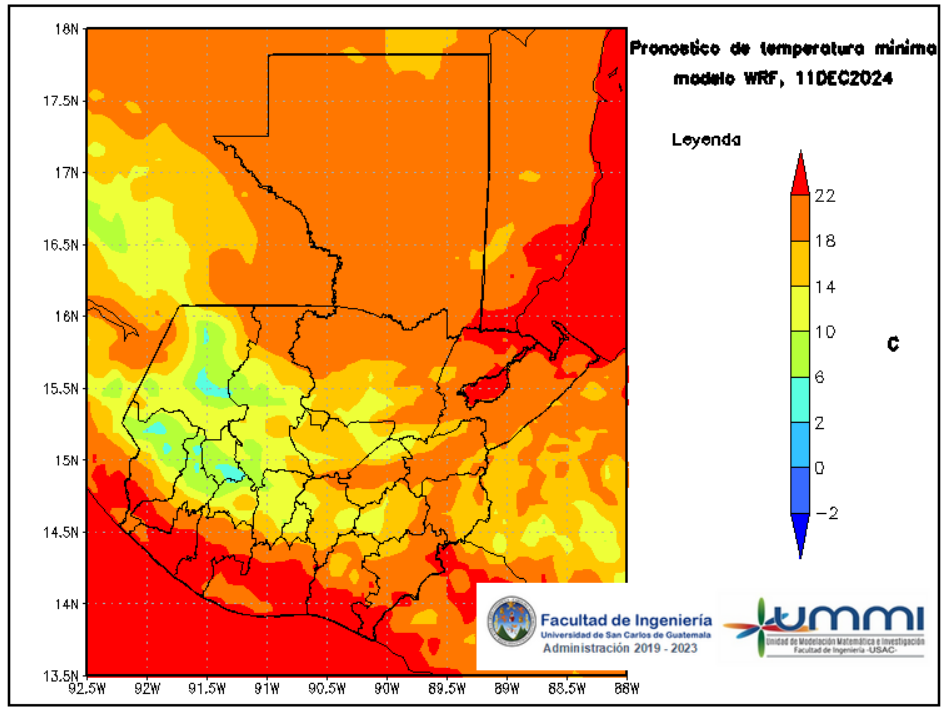 Pronostico de temperatura minima
modelo WRF, 11DEC2024
Leyenda
22
18
14
10
6
2
0
−2
C
18N
17.5N
17N
16.5N
16N
15.5N
15N
14.5N
14N
13.5N
92.5W 92W 91.5W 91W 90.5W 90W 89.5W 89W 88.5W 88W
Facultad de Ingeniería
Universidad de San Carlos de Guatemala
Administración 2019 - 2023
UMMI
Unidad de Modelación Matemática e Investigación
Facultad de Ingeniería -USAC-